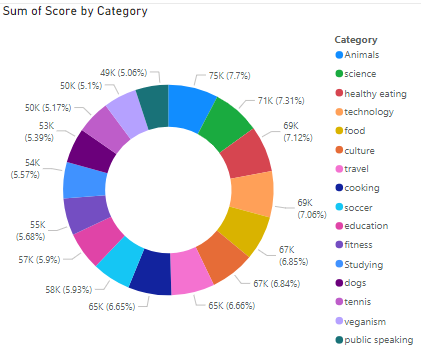 Sum of Score by Category
Category
Animals
science
healthy eating
technology
food
culture
travel
cooking
soccer
education
fitness
Studying
dogs
tennis
veganism
public speaking
75K (7.7%)
71K (7.31%)
69K
(7.12%)
69K
(7.06%)
67K
(6.85%)
67K (6.84%)
65K (6.66%)
65K (6.65%)
58K (5.93%)
57K (5.9%)
55K
(5.68%)
54K
(5.57%)
53K
(5.39%)
50K (5.17%)
50K (5.1%)
49K (5.06%)